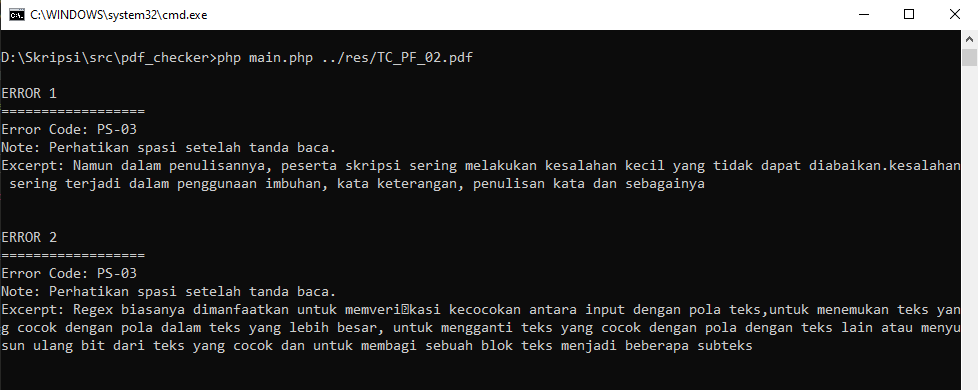 C:\WINDOWS\system32\cmd.exe
D:\Skripsi\src\pdf_checker>php main.php ../res/TC_PF_02.pdf
ERROR 1
==================
Error Code: PS-03
Note: Perhatikan spasi setelah tanda baca.
Excerpt: Namun dalam penulisannya, peserta skripsi sering melakukan kesalahan kecil yang tidak dapat diabaikan.kesalahan
sering terjadi dalam penggunaan imbuhan, kata keterangan, penulisan kata dan sebagainya
ERROR 2
==================
Error Code: PS-03
Note: Perhatikan spasi setelah tanda baca.
Excerpt: Regex biasanya dimanfaatkan untuk memveri�kasi kecocokan antara input dengan pola teks,untuk menemukan teks yan
g cocok dengan pola dalam teks yang lebih besar, untuk mengganti teks yang cocok dengan pola dengan teks lain atau menyu
sun ulang bit dari teks yang cocok dan untuk membagi sebuah blok teks menjadi beberapa subteks